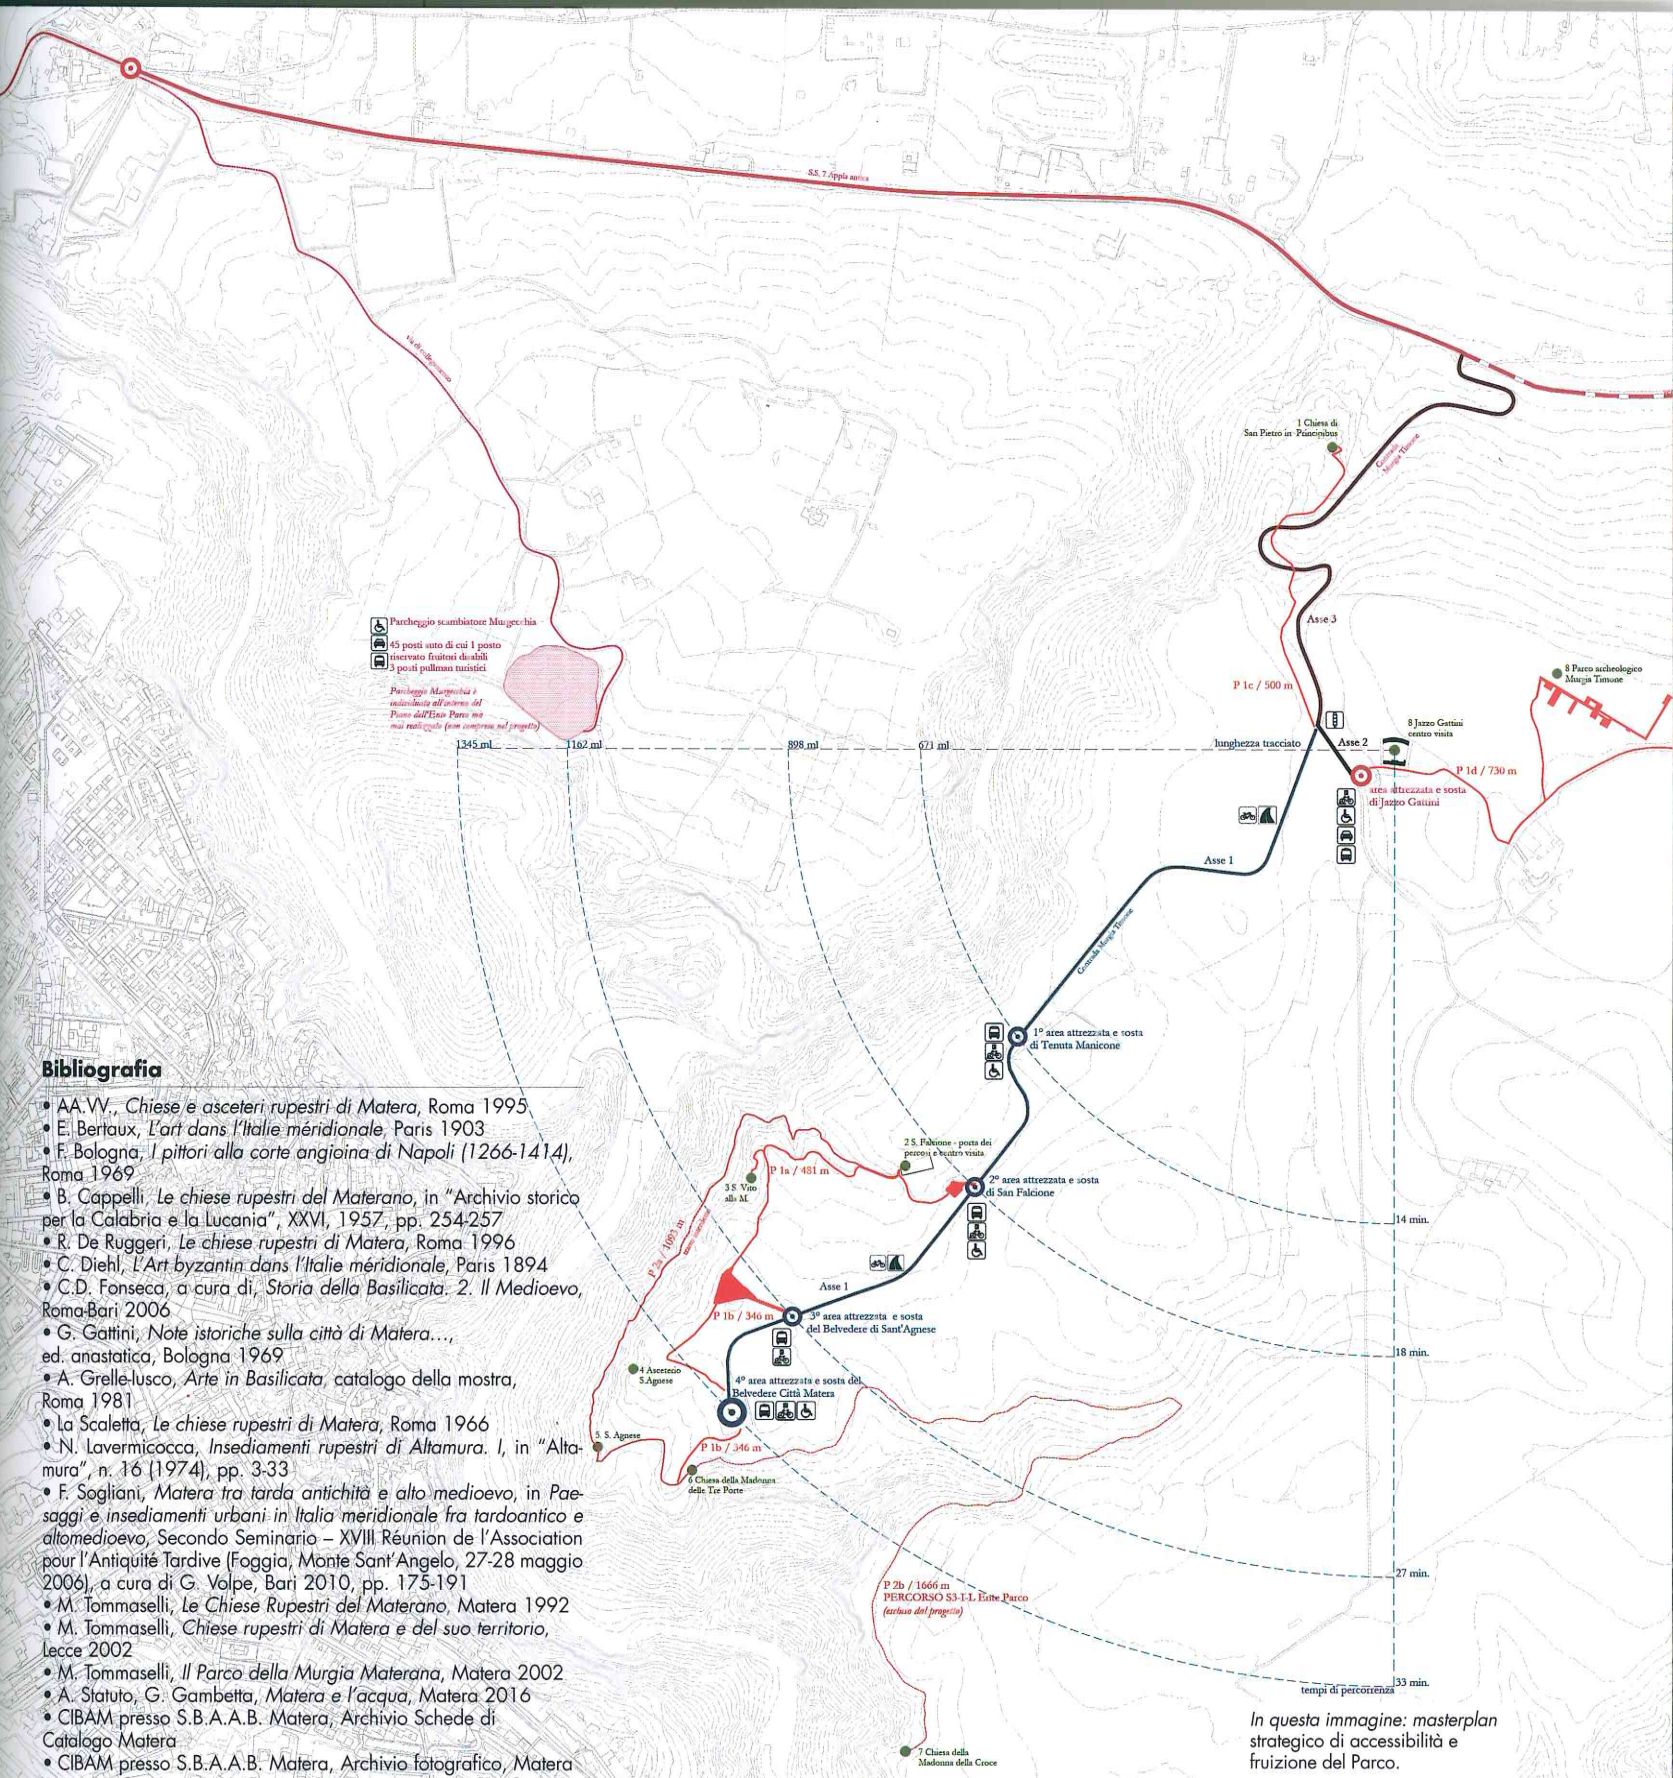 S.S. 7 Appia antica
via di collegamento
1 Chiesa di
San Pietro in Principibus
Contrada
Murgia Timone
Asse 3
Parcheggio scambiatore Murgecchia
45 posti auto di cui 1 posto
riservato fruitori disabili
3 posti pullman turistici
Parcheggio Murgecchia è
individuato all'interno del
Piano dell'Ente Parco ma
mai realizzato (non compreso nel progetto)
P 1c / 500 m
8 Parco archeologico
Murgia Timone
8 Jazzo Gattini
centro visita
1345 ml
1162 ml
898 ml
671 ml
lunghezza tracciato
Asse 2
P 1d / 730 m
area attrezzata e sosta
di Jazzo Gattini
Asse 1
Contrada Murgia Timone
1° area attrezzata e sosta
di Tenuta Manicone
2 S. Falcione - porta dei
percorsi e centro visita
P 1a / 481 m
3 S. Vito
alla M.
2° area attrezzata e sosta
di San Falcione
14 min.
P 2a / 1093 m
Asse 1
P 1b / 346 m
3° area attrezzata e sosta
del Belvedere di Sant'Agnese
18 min.
4 Asceterio
S.Agnese
4° area attrezzata e sosta del
Belvedere Città Matera
5. S. Agnese
P 1b / 346 m
6 Chiesa della Madonna
delle Tre Porte
27 min.
P 2b / 1666 m
PERCORSO S3-I-L Ente Parco
(escluso dal progetto)
33 min.
tempi di percorrenza
7 Chiesa della
Madonna della Croce
Bibliografia
• AA.VV., Chiese e asceteri rupestri di Matera, Roma 1995
• E. Bertaux, L'art dans l'Italie méridionale, Paris 1903
• F. Bologna, I pittori alla corte angioina di Napoli (1266-1414),
Roma 1969
• B. Cappelli, Le chiese rupestri del Materano, in "Archivio storico
per la Calabria e la Lucania", XXVI, 1957, pp. 254-257
• R. De Ruggeri, Le chiese rupestri di Matera, Roma 1996
• C. Diehl, L'Art byzantin dans l'Italie méridionale, Paris 1894
• C.D. Fonseca, a cura di, Storia della Basilicata. 2. Il Medioevo,
Roma-Bari 2006
• G. Gattini, Note istoriche sulla città di Matera...,
ed. anastatica, Bologna 1969
• A. Grelle-Iusco, Arte in Basilicata, catalogo della mostra,
Roma 1981
• La Scaletta, Le chiese rupestri di Matera, Roma 1966
• N. Lavermicocca, Insediamenti rupestri di Altamura. I, in "Alta-
mura", n. 16 (1974), pp. 3-33
• F. Sogliani, Matera tra tarda antichità e alto medioevo, in Pae-
saggi e insediamenti urbani in Italia meridionale fra tardoantico e
altomedioevo, Secondo Seminario – XVIII Réunion de l'Association
pour l'Antiquité Tardive (Foggia, Monte Sant'Angelo, 27-28 maggio
2006), a cura di G. Volpe, Bari 2010, pp. 175-191
• M. Tommaselli, Le Chiese Rupestri del Materano, Matera 1992
• M. Tommaselli, Chiese rupestri di Matera e del suo territorio,
Lecce 2002
• M. Tommaselli, Il Parco della Murgia Materana, Matera 2002
• A. Statuto, G. Gambetta, Matera e l'acqua, Matera 2016
• CIBAM presso S.B.A.A.B. Matera, Archivio Schede di
Catalogo Matera
• CIBAM presso S.B.A.A.B. Matera, Archivio fotografico, Matera
In questa immagine: masterplan
strategico di accessibilità e
fruizione del Parco.